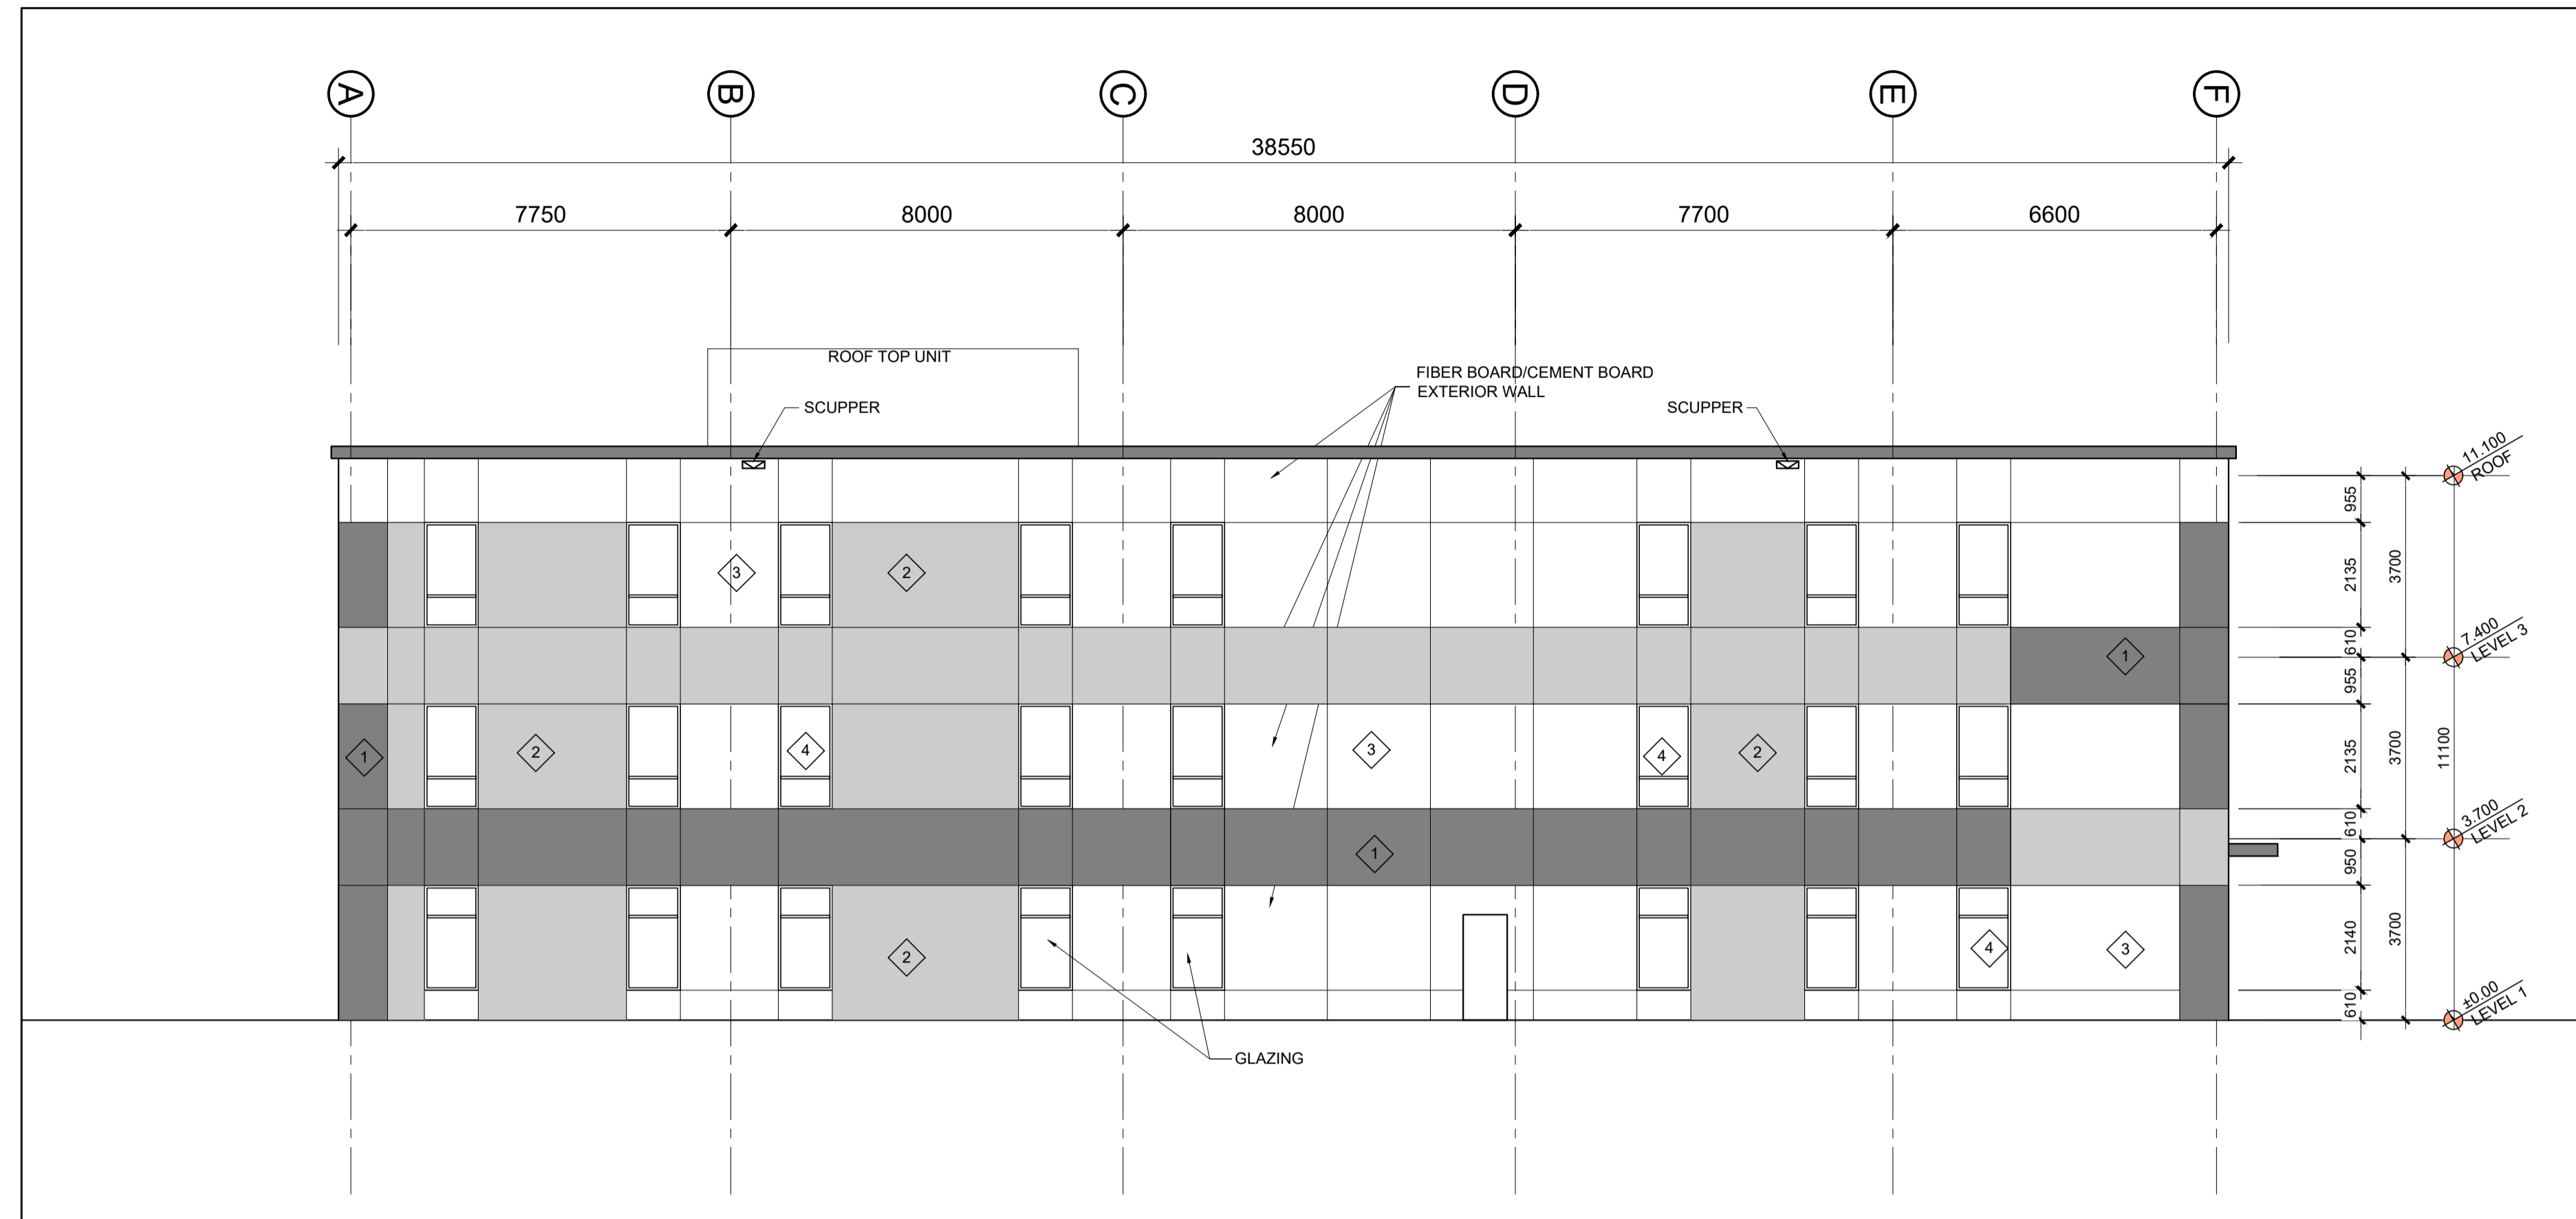 A B C D E F
38550
7750 8000 8000 7700 6600
ROOF TOP UNIT
FIBER BOARD/CEMENT BOARD
EXTERIOR WALL
SCUPPER
SCUPPER
11.100
ROOF
955
3 2
2135
3700
7.400
LEVEL 3
610
1
955
1 2 4 3 4 2
2135
3700
11100
3.700
LEVEL 2
610
1
950
2 4 3
2140
3700
±0.00
LEVEL 1
610
GLAZING